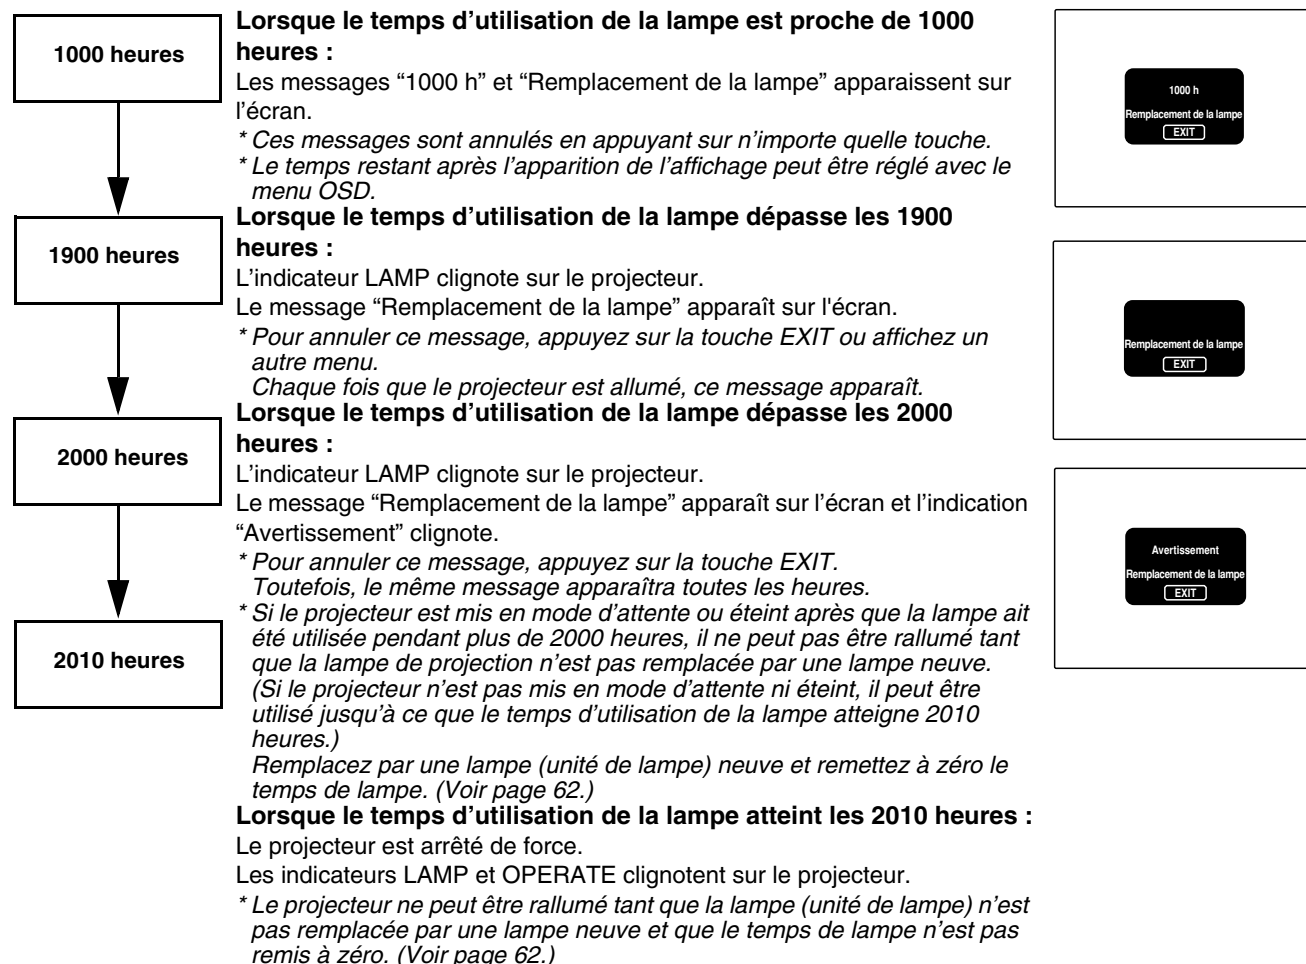 1000 heures
Lorsque le temps d’utilisation de la lampe est proche de 1000
heures :
Les messages “1000 h” et “Remplacement de la lampe” apparaissent sur
l’écran.
* Ces messages sont annulés en appuyant sur n’importe quelle touche.
* Le temps restant après l’apparition de l’affichage peut être réglé avec le
menu OSD.
1000 h
Remplacement de la lampe
EXIT
1900 heures
Lorsque le temps d’utilisation de la lampe dépasse les 1900
heures :
L’indicateur LAMP clignote sur le projecteur.
Le message “Remplacement de la lampe” apparaît sur l'écran.
* Pour annuler ce message, appuyez sur la touche EXIT ou affichez un
autre menu.
Chaque fois que le projecteur est allumé, ce message apparaît.
Remplacement de la lampe
EXIT
2000 heures
Lorsque le temps d’utilisation de la lampe dépasse les 2000
heures :
L’indicateur LAMP clignote sur le projecteur.
Le message “Remplacement de la lampe” apparaît sur l’écran et l’indication
“Avertissement” clignote.
* Pour annuler ce message, appuyez sur la touche EXIT.
Toutefois, le même message apparaîtra toutes les heures.
* Si le projecteur est mis en mode d’attente ou éteint après que la lampe ait
été utilisée pendant plus de 2000 heures, il ne peut pas être rallumé tant
que la lampe de projection n’est pas remplacée par une lampe neuve.
(Si le projecteur n’est pas mis en mode d’attente ni éteint, il peut être
utilisé jusqu’à ce que le temps d’utilisation de la lampe atteigne 2010
heures.)
Remplacez par une lampe (unité de lampe) neuve et remettez à zéro le
temps de lampe. (Voir page 62.)
Avertissement
Remplacement de la lampe
EXIT
2010 heures
Lorsque le temps d’utilisation de la lampe atteint les 2010 heures :
Le projecteur est arrêté de force.
Les indicateurs LAMP et OPERATE clignotent sur le projecteur.
* Le projecteur ne peut être rallumé tant que la lampe (unité de lampe) n’est
pas remplacée par une lampe neuve et que le temps de lampe n’est pas
remis à zéro. (Voir page 62.)